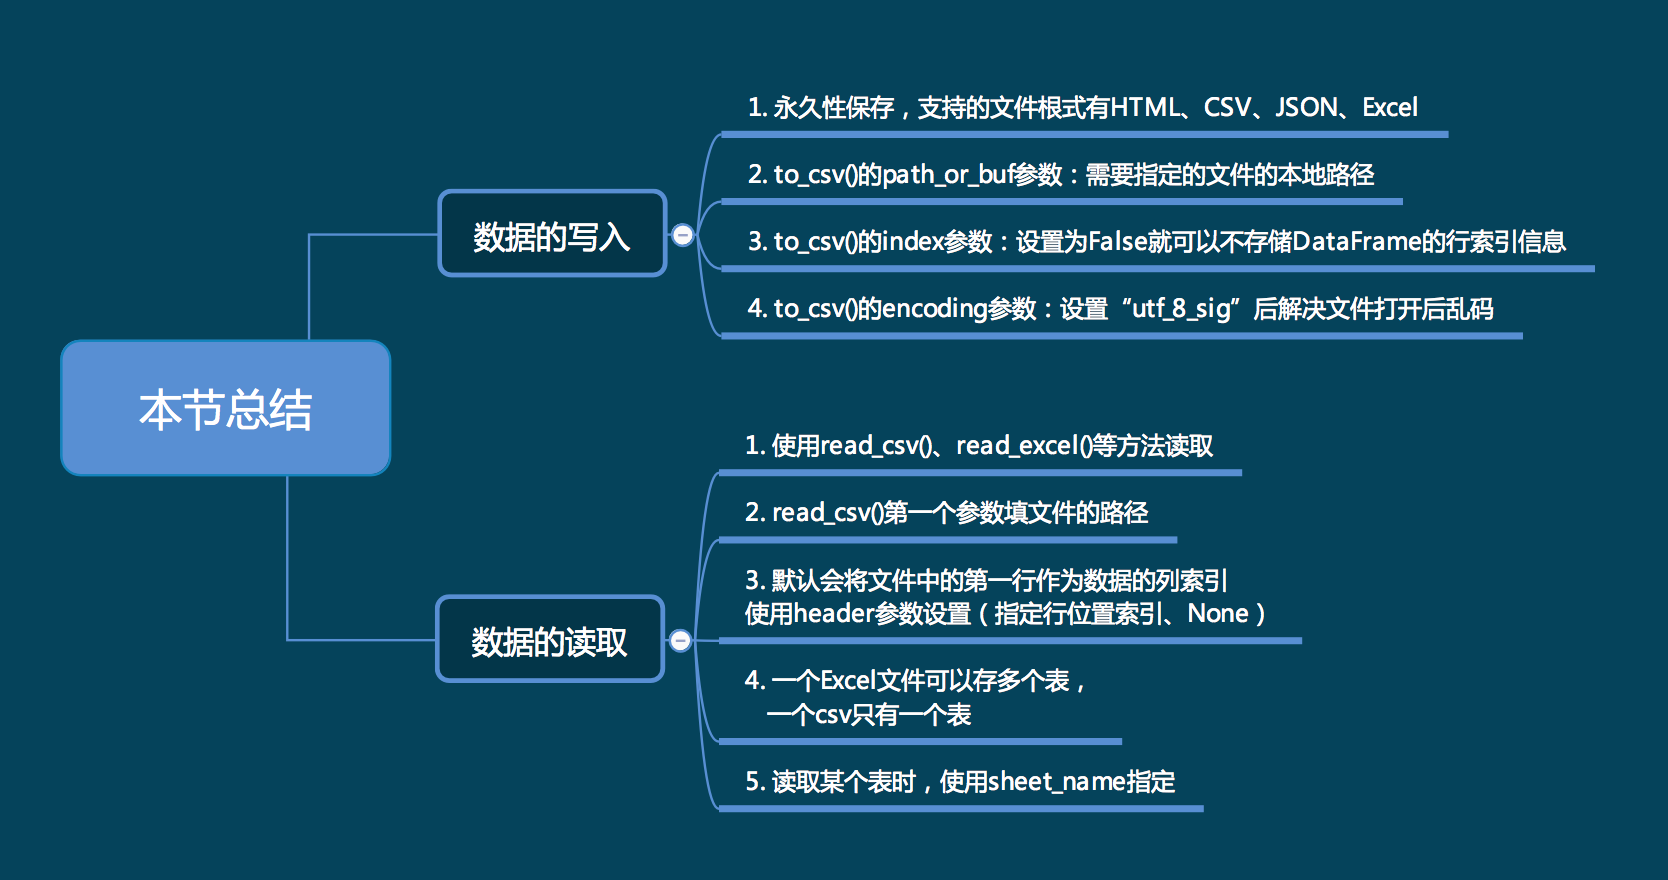 本节总结
数据的写入
1. 永久性保存，支持的文件根式有HTML、CSV、JSON、Excel
2. to_csv()的path_or_buf参数：需要指定的文件的本地路径
3. to_csv()的index参数：设置为False就可以不存储DataFrame的行索引信息
4. to_csv()的encoding参数：设置“utf_8_sig”后解决文件打开后乱码
数据的读取
1. 使用read_csv()、read_excel()等方法读取
2. read_csv()第一个参数填文件的路径
3. 默认会将文件中的第一行作为数据的列索引
使用header参数设置（指定行位置索引、None）
4. 一个Excel文件可以存多个表，
一个csv只有一个表
5. 读取某个表时，使用sheet_name指定